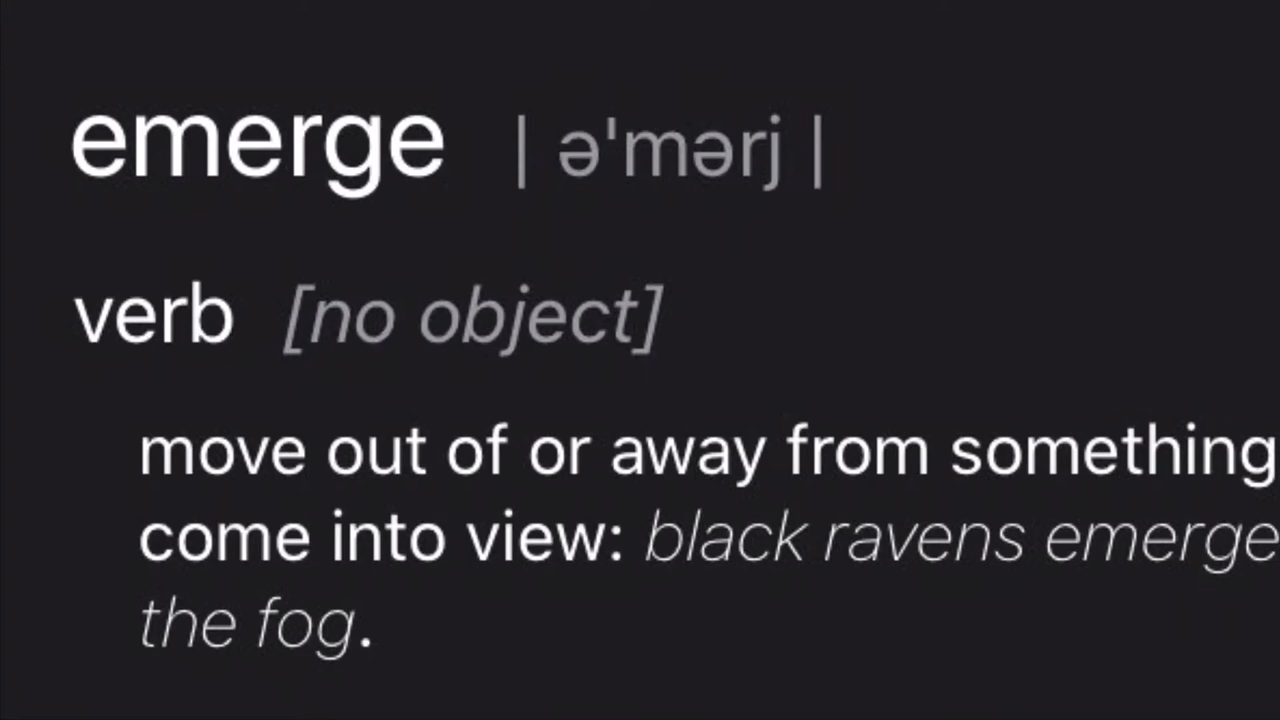 emerge | ə'mərj |
verb [no object]
move out of or away from something
come into view: black ravens emerge
the fog.